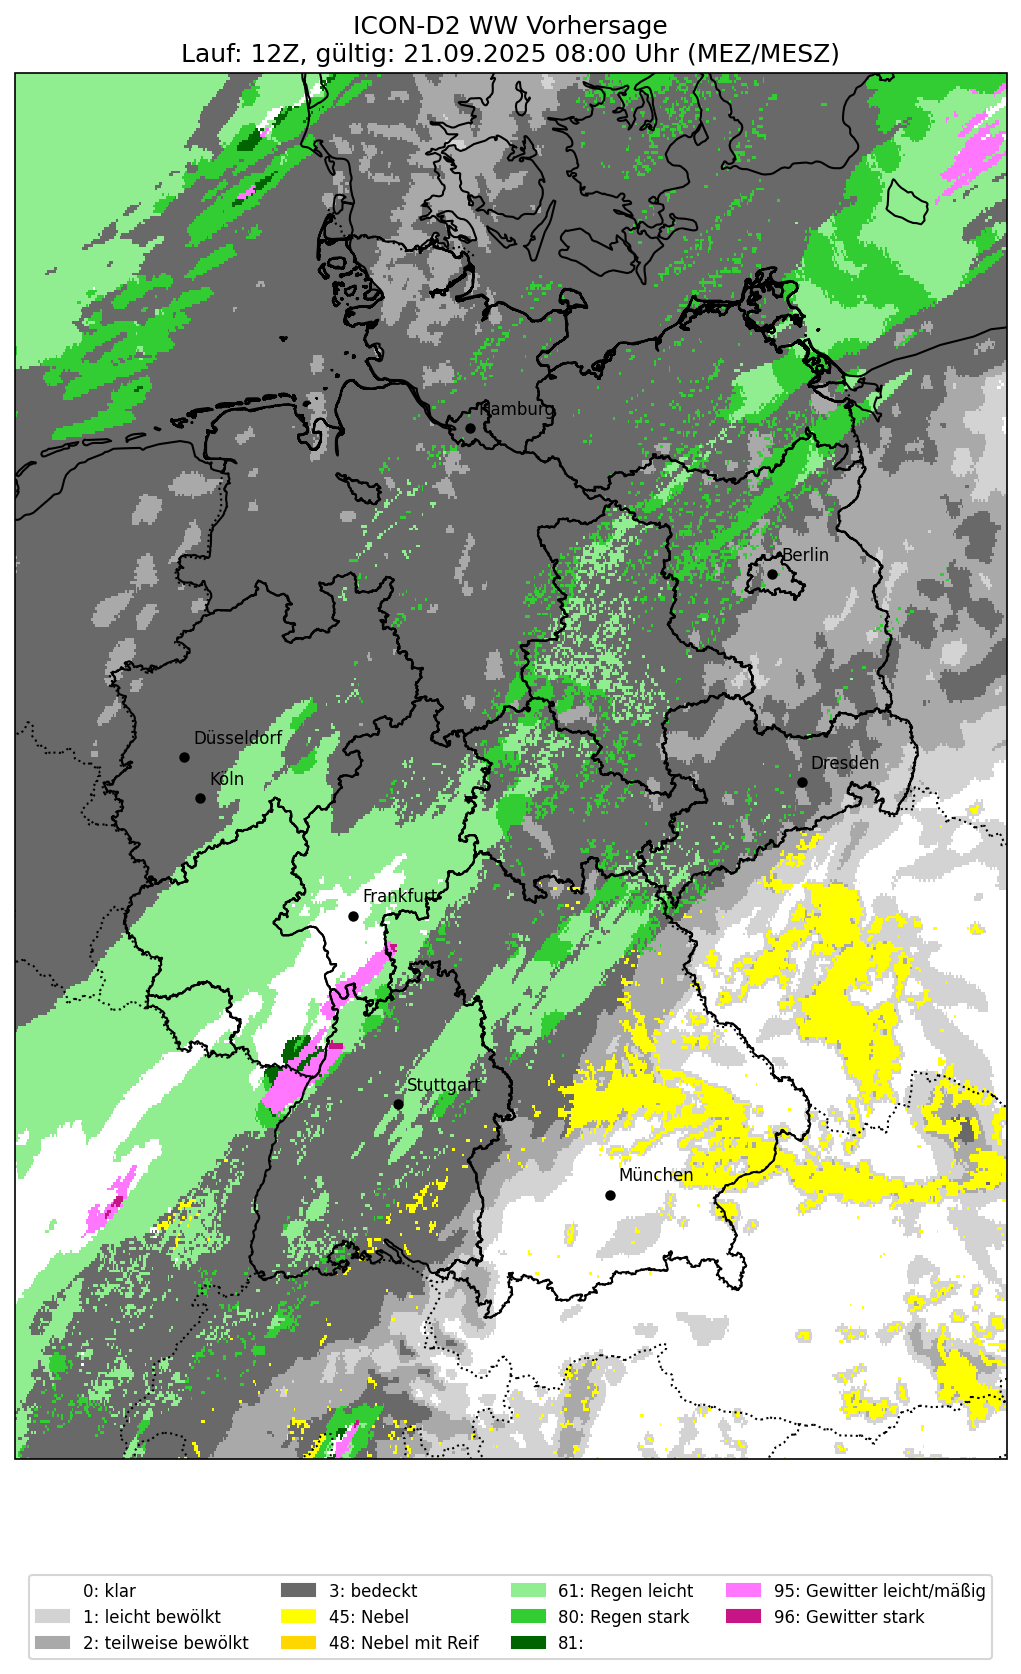 ICON-D2 WW Vorhersage
Lauf: 12Z, gültig: 21.09.2025 08:00 Uhr (MEZ/MESZ)
Hamburg
Berlin
Düsseldorf
Dresden
Köln
Frankfurt
Stuttgart
München
0: klar
1: leicht bewölkt
2: teilweise bewölkt
3: bedeckt
45: Nebel
48: Nebel mit Reif
61: Regen leicht
80: Regen stark
81:
95: Gewitter leicht/mäßig
96: Gewitter stark